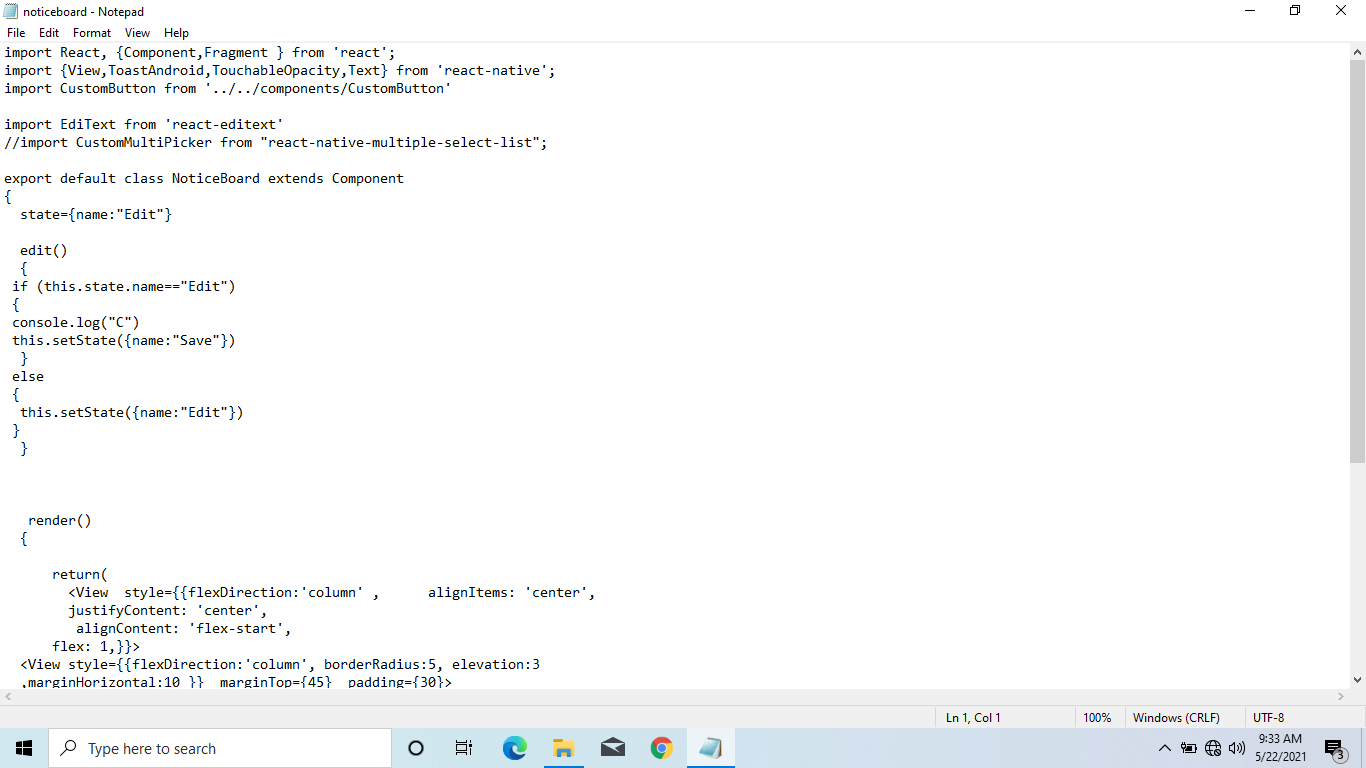 noticeboard - Notepad
File Edit Format View Help
import React, {Component,Fragment } from 'react';
import {View,ToastAndroid,TouchableOpacity,Text} from 'react-native';
import CustomButton from '../../components/CustomButton'
import EdiText from 'react-editext'
//import CustomMultiPicker from "react-native-multiple-select-list";
export default class NoticeBoard extends Component
{
state={name:"Edit"}
edit()
{
if (this.state.name=="Edit")
{
console.log("C")
this.setState({name:"Save"})
}
else
{
this.setState({name:"Edit"})
}
}
render()
{
return(
<View  style={{flexDirection:'column' ,      alignItems: 'center',
justifyContent: 'center',
alignContent: 'flex-start',
flex: 1,}}>
<View style={{flexDirection:'column', borderRadius:5, elevation:3
,marginHorizontal:10 }}  marginTop={45}  padding={30}>
Ln 1, Col 1
100%
Windows (CRLF)
UTF-8
Type here to search
9:33 AM
5/22/2021
3